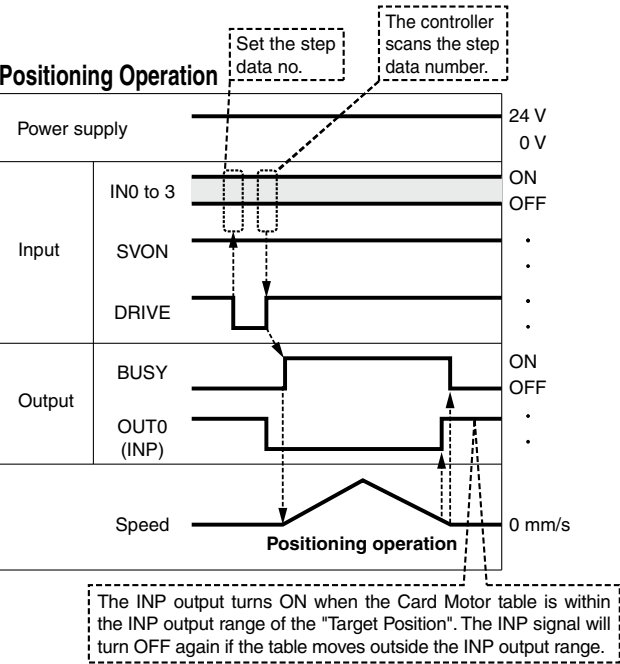 The controller
scans the step
data number.
Set the step
data no.
Positioning Operation
Power supply
24 V
0 V
Input
IN0 to 3
ON
OFF
SVON
DRIVE
Output
BUSY
ON
OFF
OUT0
(INP)
Speed
0 mm/s
Positioning operation
The INP output turns ON when the Card Motor table is within
the INP output range of the "Target Position". The INP signal will
turn OFF again if the table moves outside the INP output range.